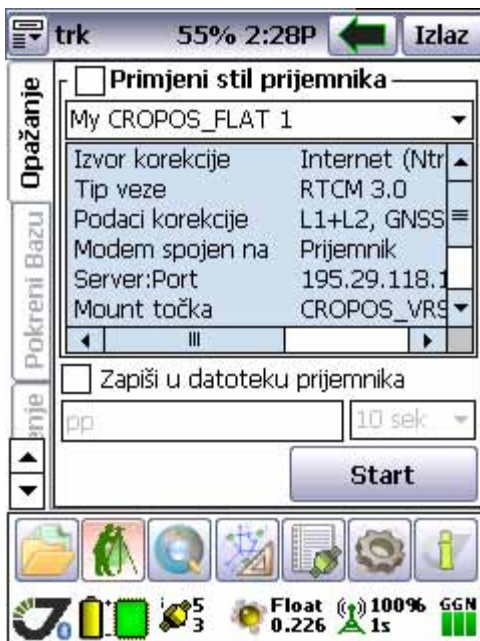 trk 55% 2:28P Izlaz
Opažanje
Pokreni Bazu
enje
Primjeni stil prijemnika
My CROPOS_FLAT 1
Izvor korekcije Internet (Ntr
Tip veze RTCM 3.0
Podaci korekcije L1+L2, GNSS
Modem spojen na Prijemnik
Server:Port 195.29.118.1
Mount točka CROPOS_VRS
Zapiši u datoteku prijemnika
pp 10 sek
Start
5 Float 100% GGN
3 0.226 1s